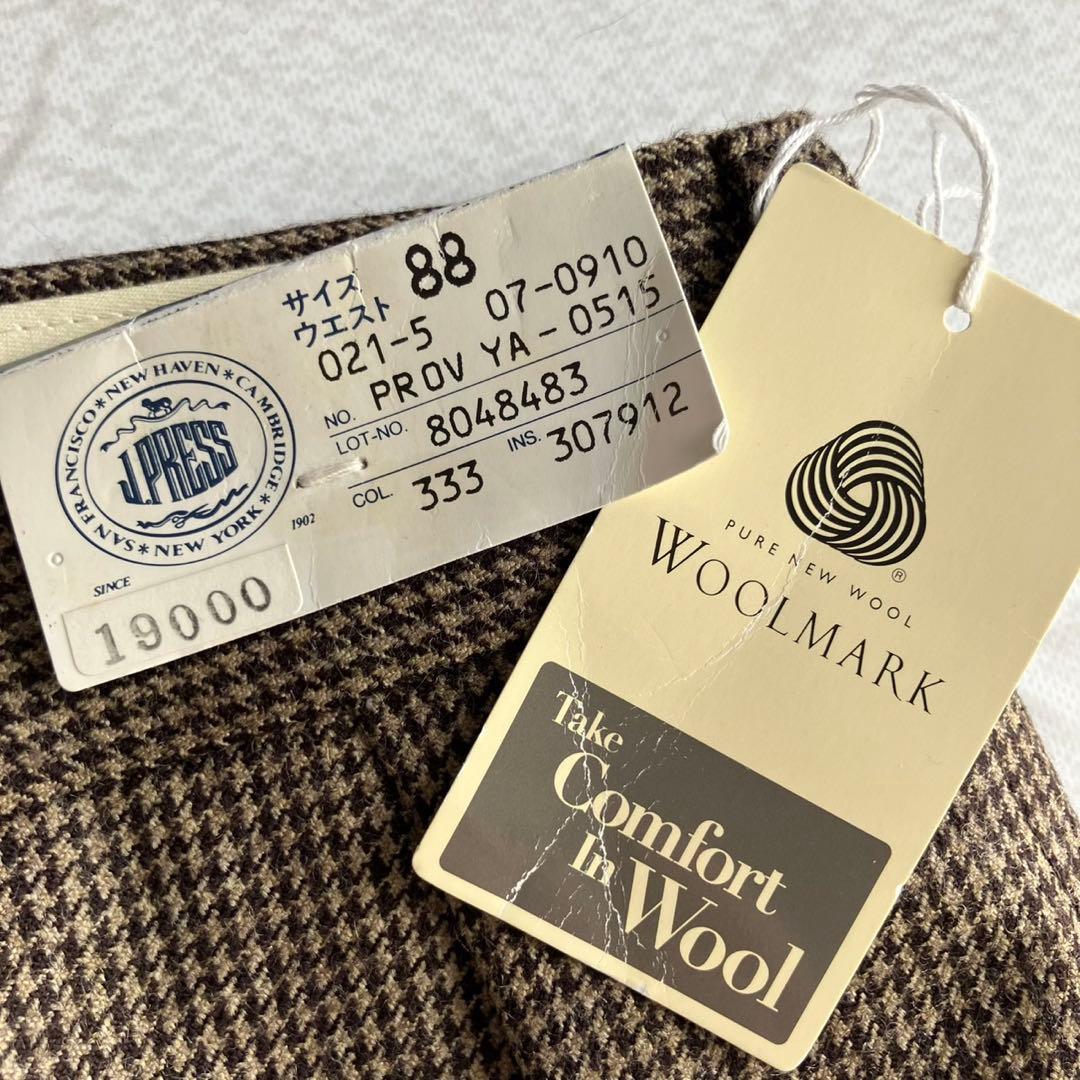 サイズ
ウエスト 88
021-5 07-0910
NO. PROV YA-0515
LOT-NO. 8048483
COL. 333 INS. 307912
SAN FRANCISCO * NEW HAVEN * CAMBRIDGE * NEW YORK *
J.PRESS
SINCE 1902
19000
PURE NEW WOOL
®
WOOLMARK
Take
Comfort
In Wool